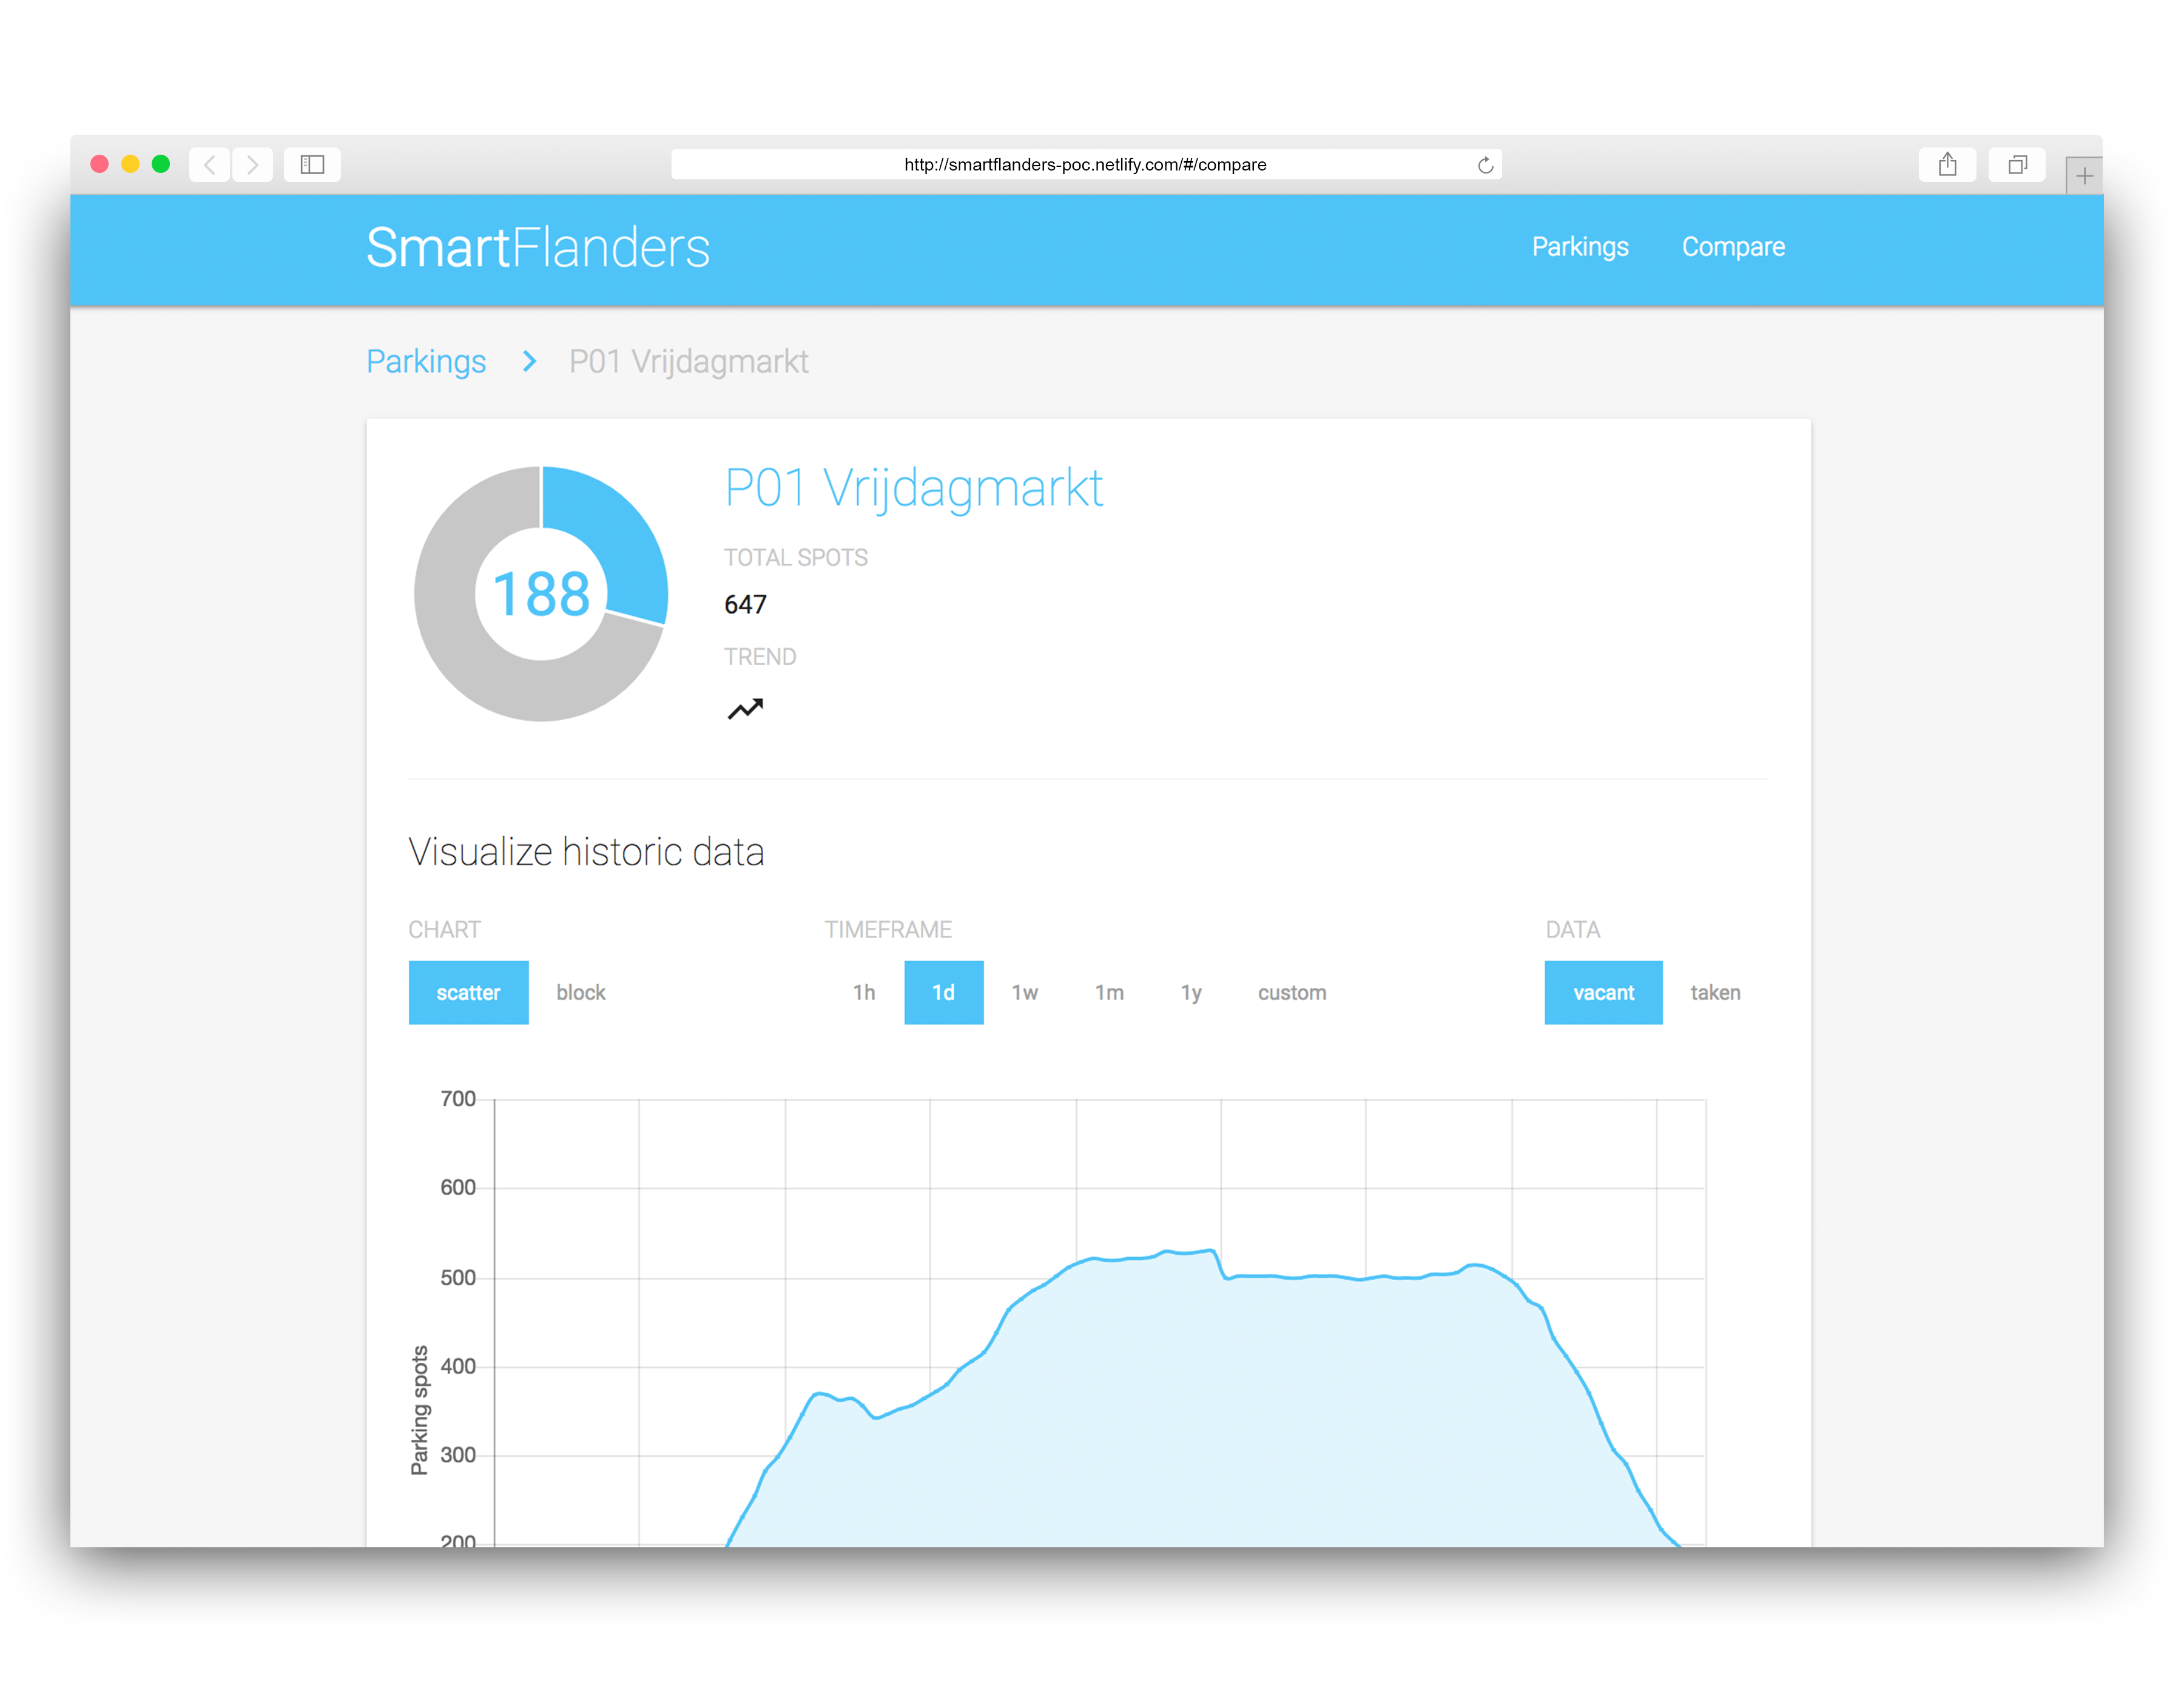 http://smartflanders-poc.netlify.com/#/compare
SmartFlanders
Parkings Compare
Parkings > P01 Vrijdagmarkt
188
P01 Vrijdagmarkt
TOTAL SPOTS
647
TREND
Visualize historic data
CHART TIMEFRAME DATA
scatter block 1h 1d 1w 1m 1y custom vacant taken
700
600
500
400
300
200
Parking spots